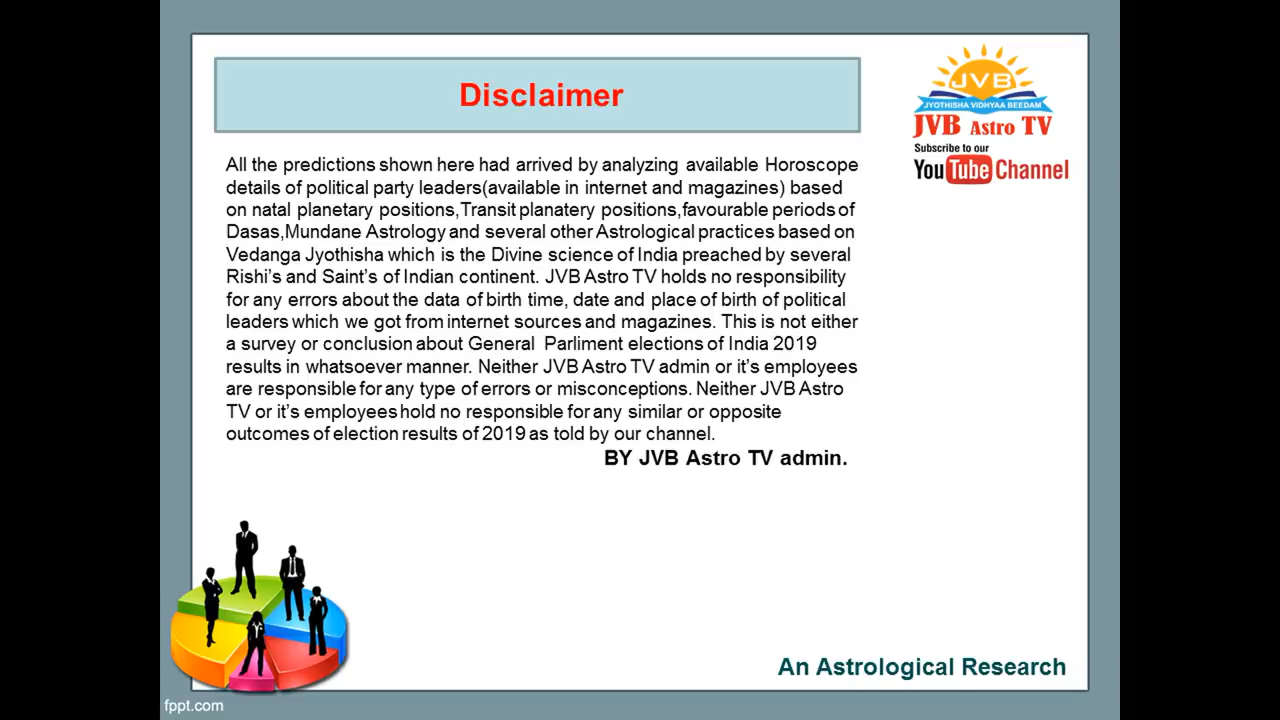 Disclaimer
JVB
JYOTHISHA VIDHYAA BEEDAM
JVB Astro TV
Subscribe to our
YouTube Channel
All the predictions shown here had arrived by analyzing available Horoscope
details of political party leaders(available in internet and magazines) based
on natal planetary positions,Transit planatery positions,favourable periods of
Dasas,Mundane Astrology and several other Astrological practices based on
Vedanga Jyothisha which is the Divine science of India preached by several
Rishi's and Saint's of Indian continent. JVB Astro TV holds no responsibility
for any errors about the data of birth time, date and place of birth of political
leaders which we got from internet sources and magazines. This is not either
a survey or conclusion about General Parliment elections of India 2019
results in whatsoever manner. Neither JVB Astro TV admin or it's employees
are responsible for any type of errors or misconceptions. Neither JVB Astro
TV or it's employees hold no responsible for any similar or opposite
outcomes of election results of 2019 as told by our channel.
BY JVB Astro TV admin.
An Astrological Research
fppt.com